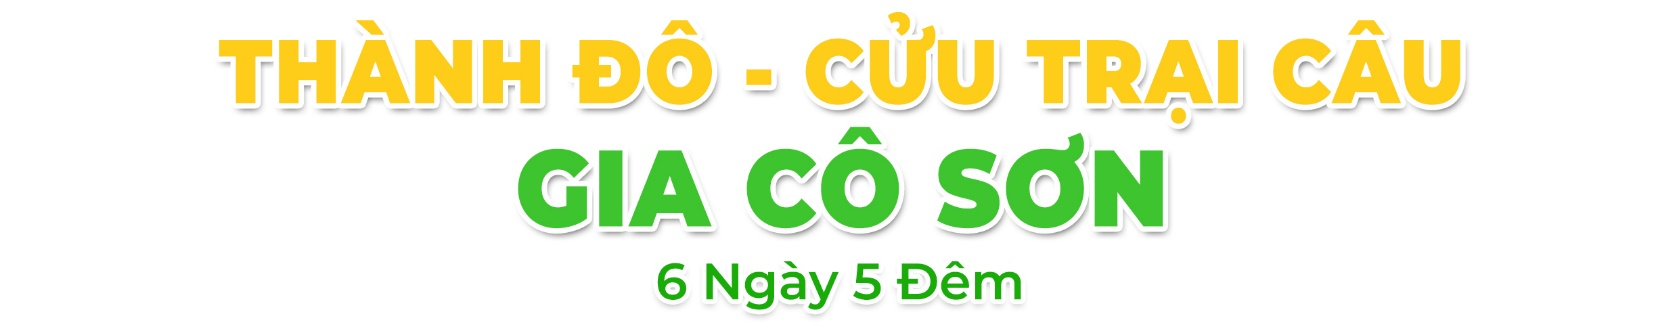 THÀNH ĐÔ - CỬU TRẠI CÂU
GIA CÔ SƠN
6 Ngày 5 Đêm